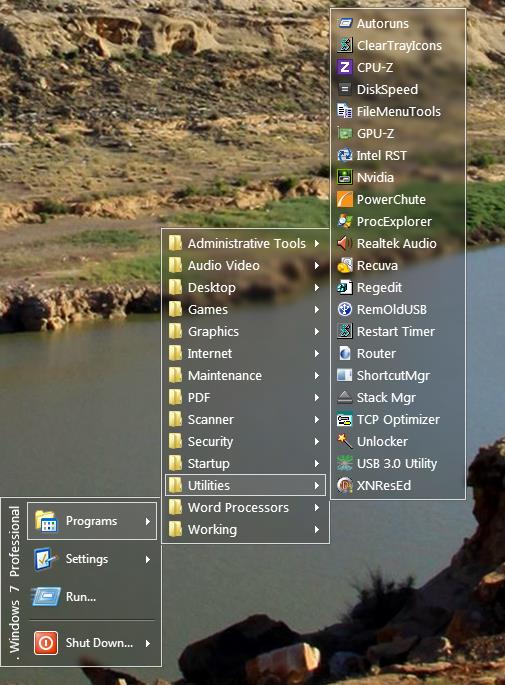 Autoruns
ClearTrayIcons
CPU-Z
DiskSpeed
FileMenuTools
GPU-Z
Intel RST
Nvidia
PowerChute
ProcExplorer
Realtek Audio
Recuva
Regedit
RemOldUSB
Restart Timer
Router
ShortcutMgr
Stack Mgr
TCP Optimizer
Unlocker
USB 3.0 Utility
XNResEd
Administrative Tools
Audio Video
Desktop
Games
Graphics
Internet
Maintenance
PDF
Scanner
Security
Startup
Utilities
Word Processors
Working
. Windows 7 Professional
Programs
Settings
Run...
Shut Down...